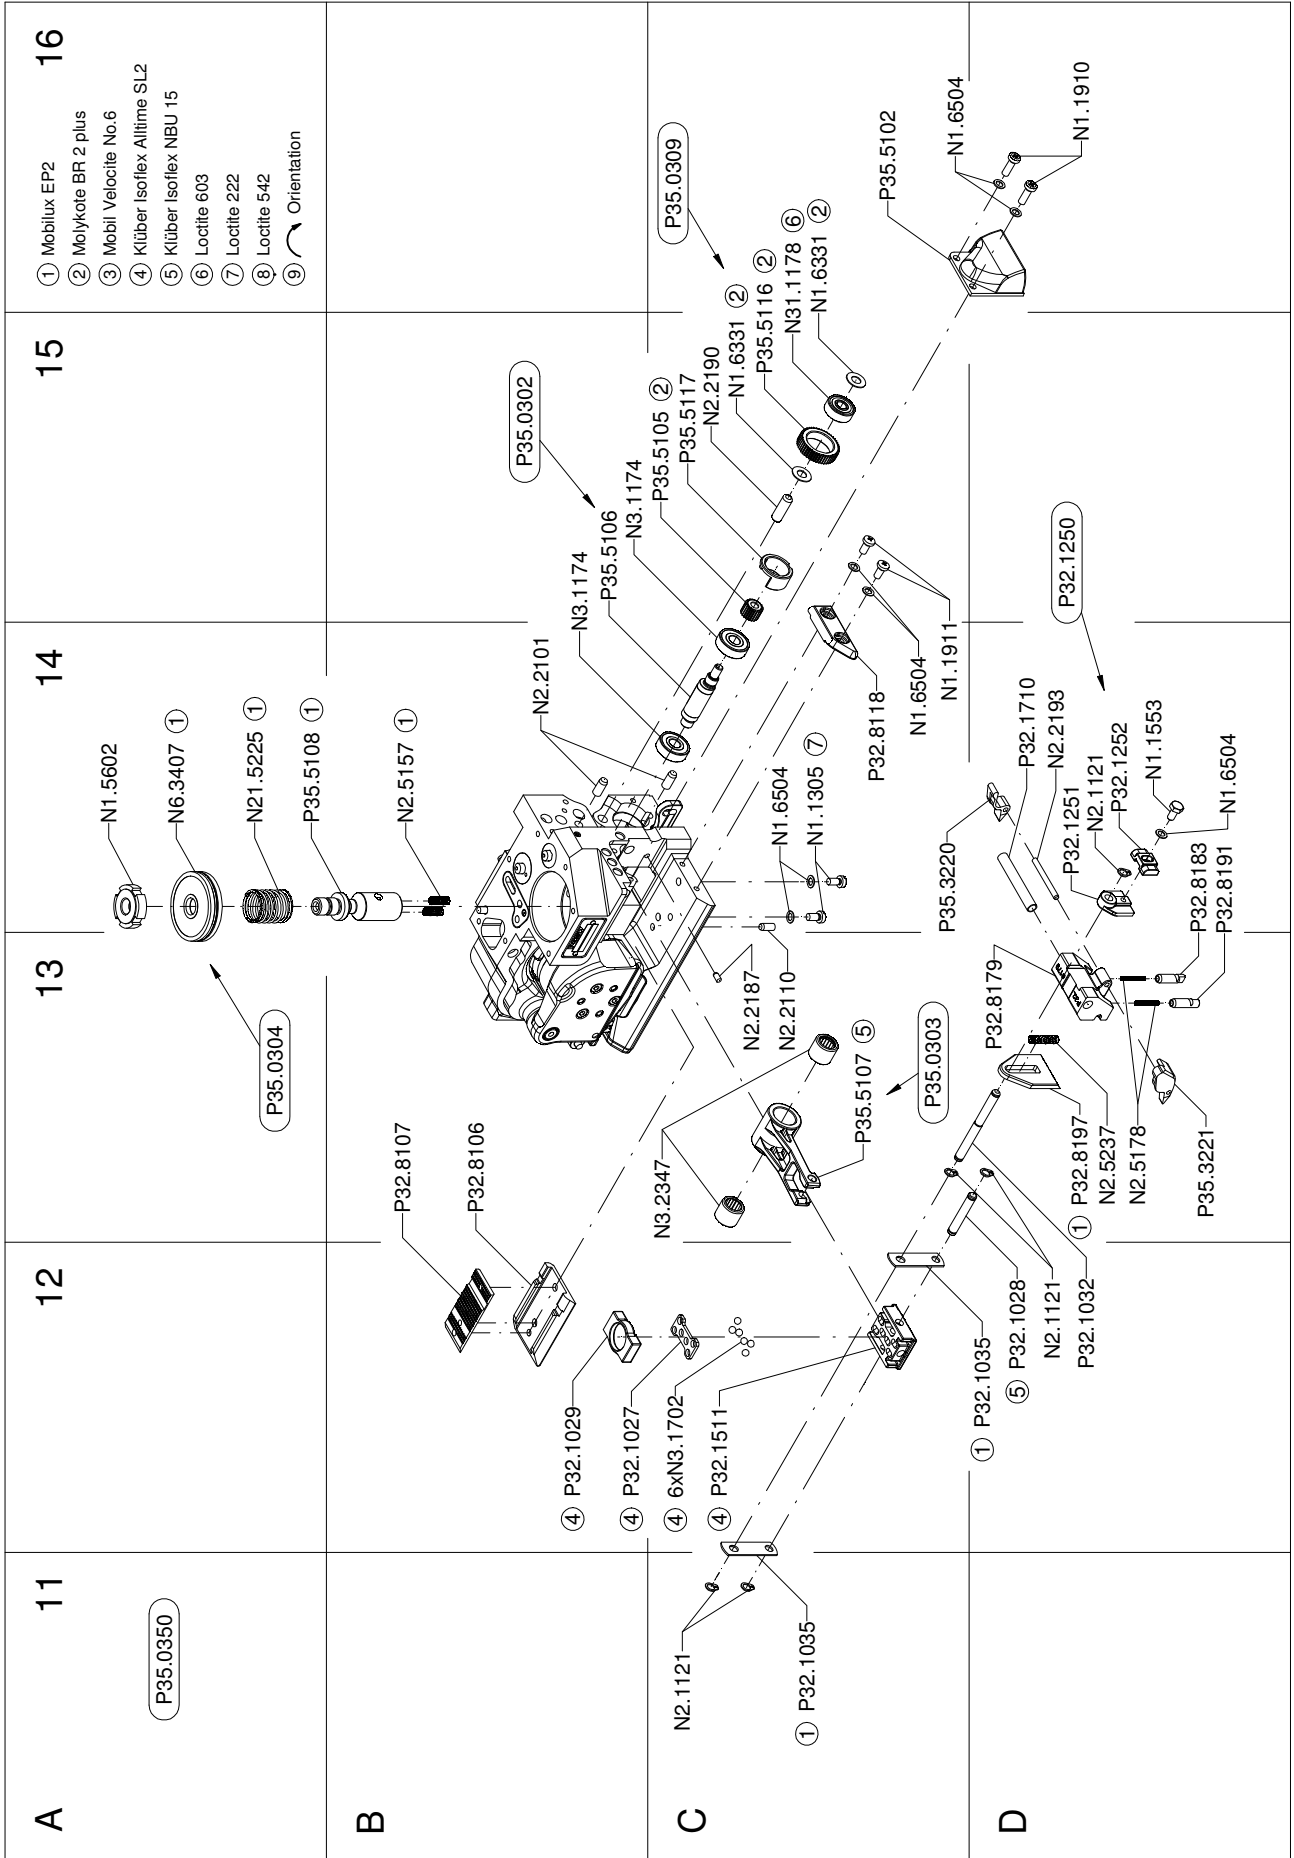 A
B
C
D
11
12
13
14
15
16
① Mobilux EP2
② Molykote BR 2 plus
③ Mobil Velocite No.6
④ Klüber Isoflex Alltime SL2
⑤ Klüber Isoflex NBU 15
⑥ Loctite 603
⑦ Loctite 222
⑧ Loctite 542
⑨ Orientation
P35.0350
P35.0304
N1.5602
N6.3407 ①
N21.5225 ①
P35.5108 ①
N2.5157 ①
P32.8107
P32.8106
④ P32.1029
④ P32.1027
④ 6xN3.1702
④ P32.1511
N2.2101
N3.1174
P35.5106
N3.1174
P35.5105 ②
P35.5117
N2.2190
N1.6331 ②
P35.5116 ②
N31.1178 ⑥
N1.6331 ②
P35.0302
P35.0309
P35.5102
N1.6504
N1.1910
N2.1121
① P32.1035
N3.2347
P35.5107 ⑤
P35.0303
N2.2187
N2.2110
N1.6504
N1.1305 ⑦
P32.8118
N1.6504
N1.1911
① P32.1035
⑤ P32.1028
N2.1121
P32.1032
① P32.8197
N2.5237
N2.5178
P35.3221
P32.8179
P35.3220
P32.1710
N2.2193
P32.1251
N2.1121
P32.1252
N1.1553
N1.6504
P32.8183
P32.8191
P32.1250